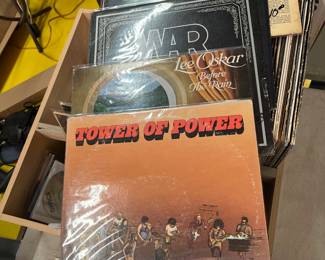 WAR
Lee Oskar
Before
The Rain
TOWER OF POWER